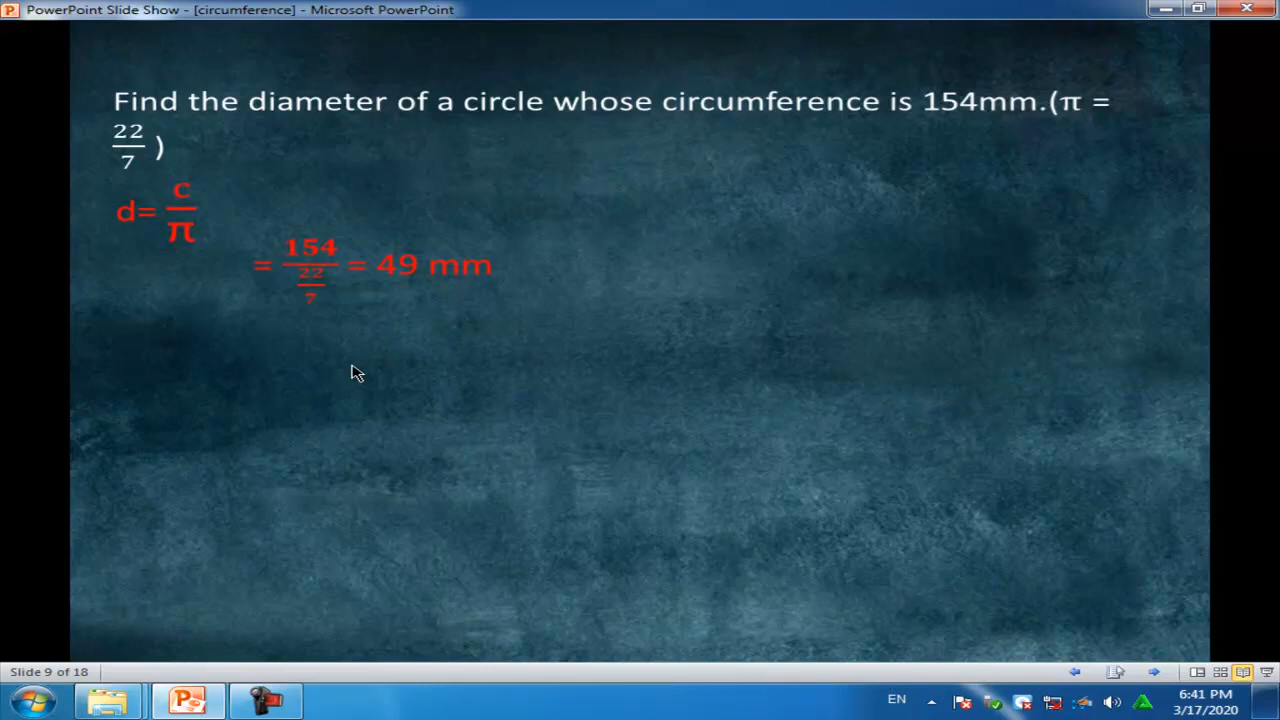 PowerPoint Slide Show - [circumference] - Microsoft PowerPoint
Find the diameter of a circle whose circumference is 154mm.(π =
22/7 )
d= c/π
= 154/(22/7) = 49 mm
Slide 9 of 18
EN
6:41 PM
3/17/2020